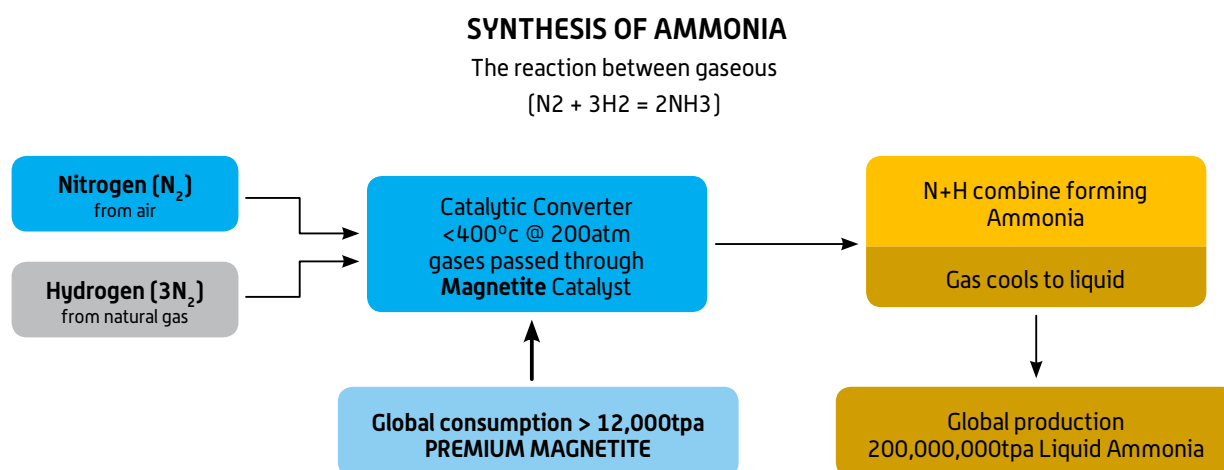 SYNTHESIS OF AMMONIA
The reaction between gaseous
(N2 + 3H2 = 2NH3)
Nitrogen (N₂)
from air
Hydrogen (3N₂)
from natural gas
Catalytic Converter
<400°c @ 200atm
gases passed through
Magnetite Catalyst
N+H combine forming
Ammonia
Gas cools to liquid
Global consumption > 12,000tpa
PREMIUM MAGNETITE
Global production
200,000,000tpa Liquid Ammonia